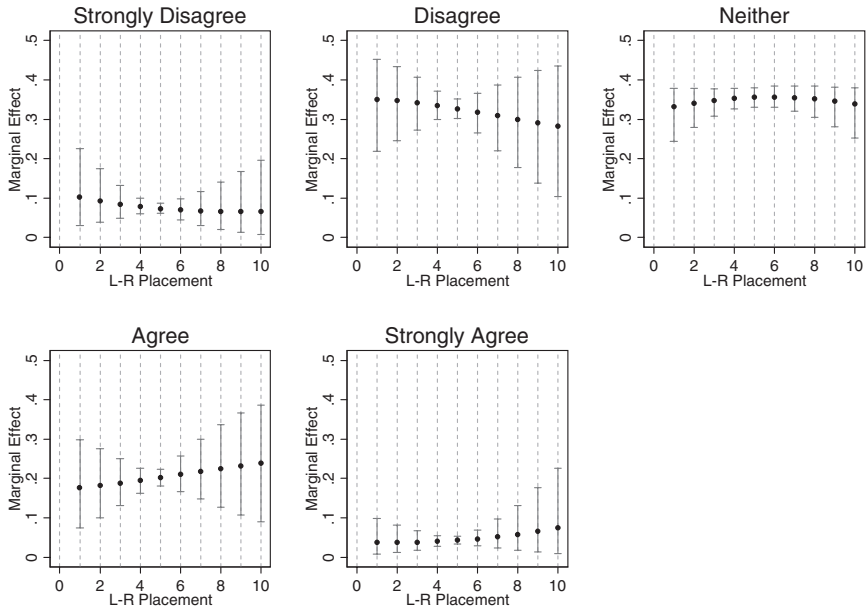 Strongly Disagree
Marginal Effect
.5
.4
.3
.2
.1
0
0 2 4 6 8 10
L-R Placement
Disagree
Marginal Effect
.5
.4
.3
.2
.1
0
0 2 4 6 8 10
L-R Placement
Neither
Marginal Effect
.5
.4
.3
.2
.1
0
0 2 4 6 8 10
L-R Placement
Agree
Marginal Effect
.5
.4
.3
.2
.1
0
0 2 4 6 8 10
L-R Placement
Strongly Agree
Marginal Effect
.5
.4
.3
.2
.1
0
0 2 4 6 8 10
L-R Placement